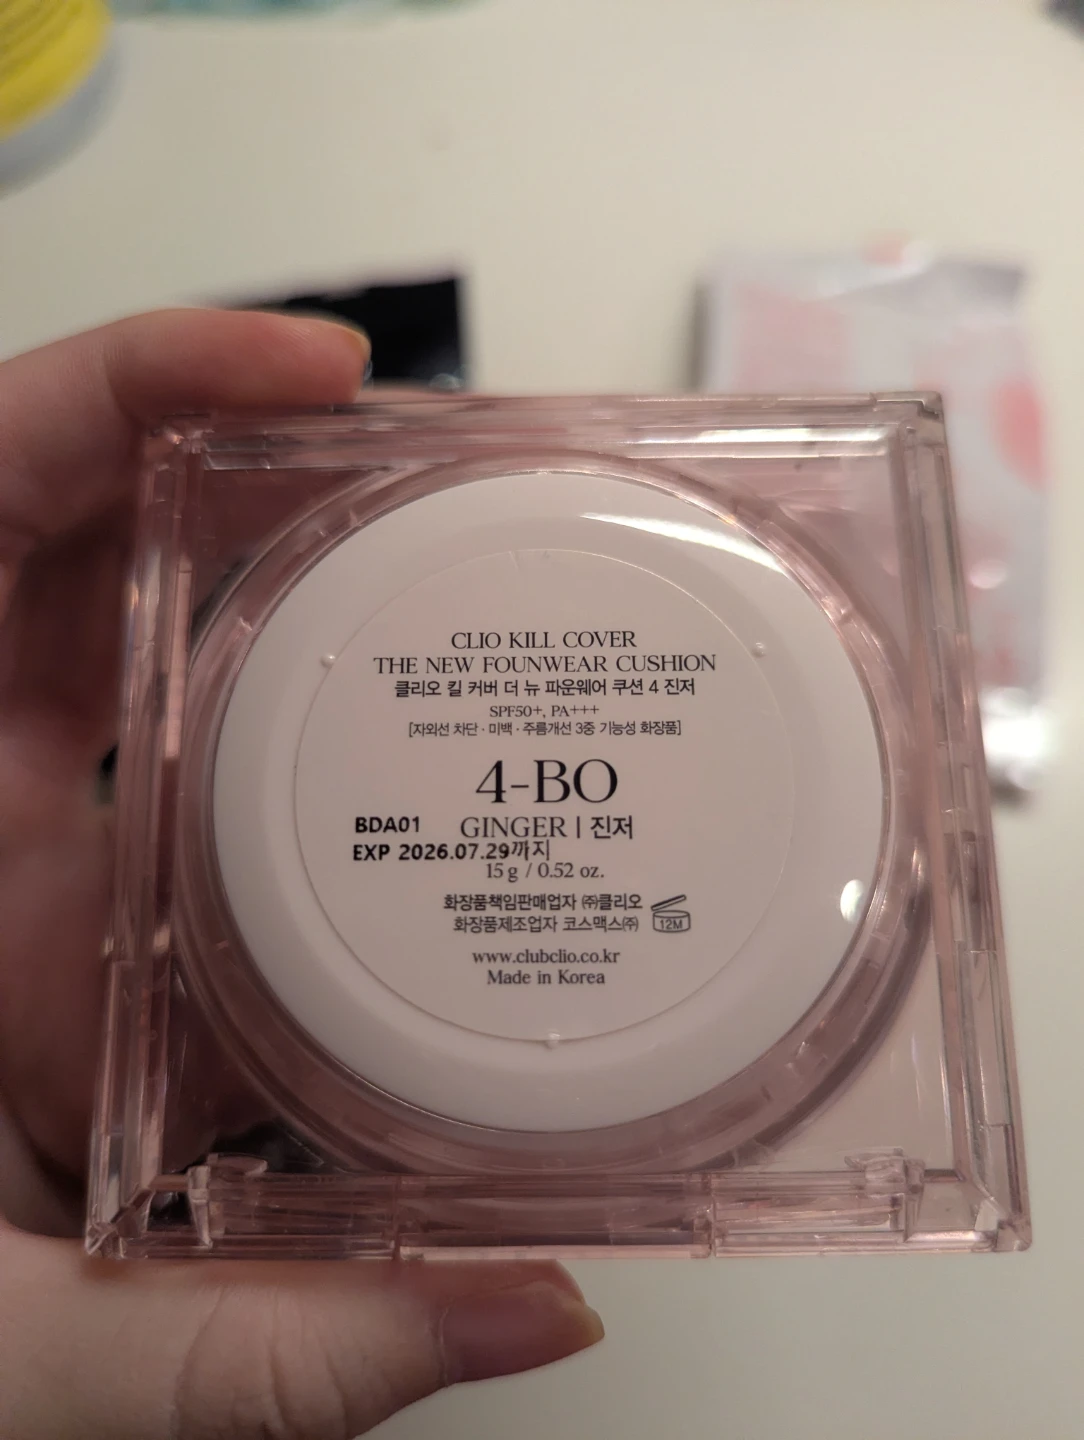 CLIO KILL COVER
THE NEW FOUNWEAR CUSHION
클리오 킬 커버 더 뉴 파운웨어 쿠션 4 진저
SPF50+, PA+++
[자외선 차단 · 미백 · 주름개선 3중 기능성 화장품]
4-BO
BDA01
GINGER | 진저
EXP 2026.07.29까지
15 g / 0.52 oz.
화장품책임판매업자 ㈜클리오
화장품제조업자 코스맥스㈜
12M
www.clubclio.co.kr
Made in Korea